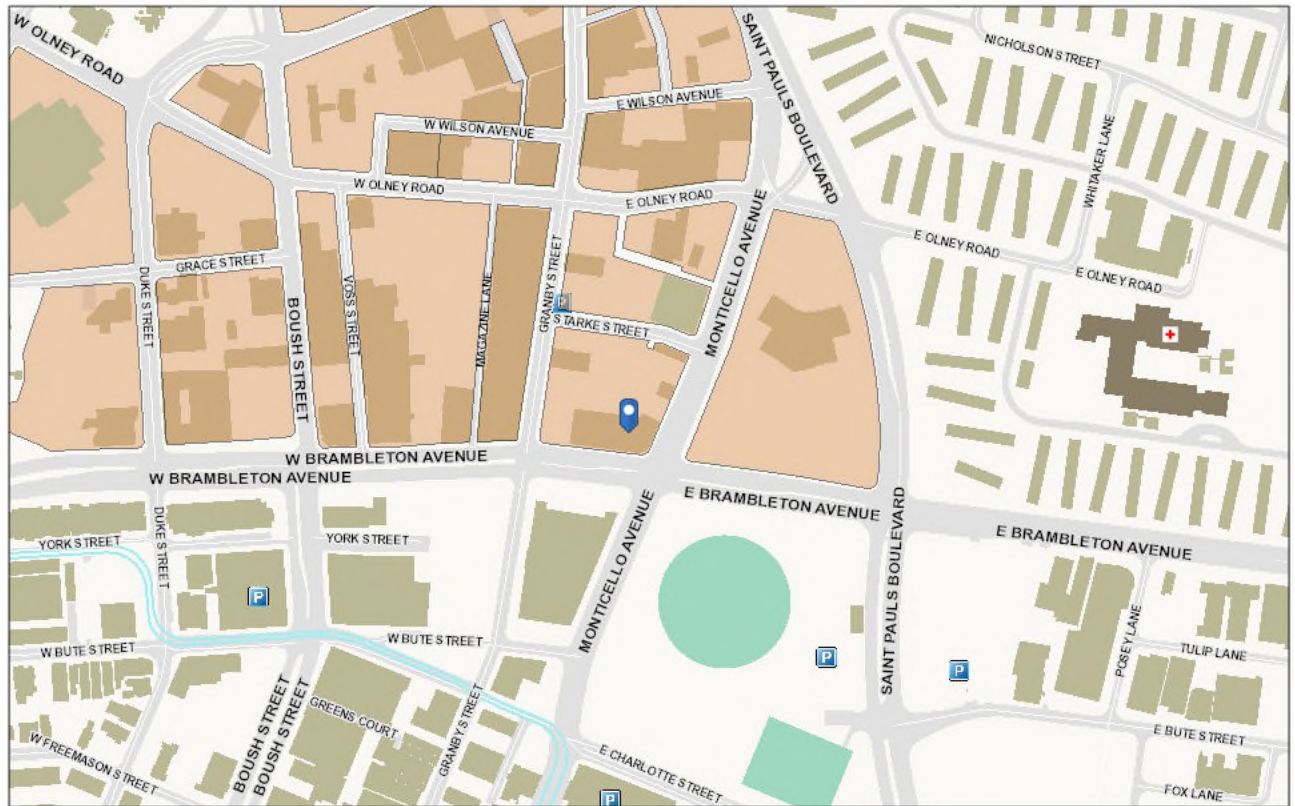 W OLNEY ROAD
SAINT PAULS BOULEVARD
NICHOLSON STREET
E WILSON AVENUE
W WILSON AVENUE
WHITAKER LANE
W OLNEY ROAD
E OLNEY ROAD
E OLNEY ROAD
E OLNEY ROAD
GRACE STREET
DUKE STREET
BOUSH STREET
VOSS STREET
MAGAZINE LANE
GRANBY STREET
STARKE STREET
MONTICELLO AVENUE
W BRAMBLETON AVENUE
W BRAMBLETON AVENUE
E BRAMBLETON AVENUE
E BRAMBLETON AVENUE
DUKE STREET
YORK STREET
YORK STREET
MONTICELLO AVENUE
SAINT PAULS BOULEVARD
P
W BUTE STREET
W BUTE STREET
P
P
POSEY LANE
TULIP LANE
BOUSH STREET
BOUSH STREET
GREENS COURT
GRANBY STREET
E BUTE STREET
W FREEMASON STREET
E CHARLOTTE STREET
FOX LANE
P